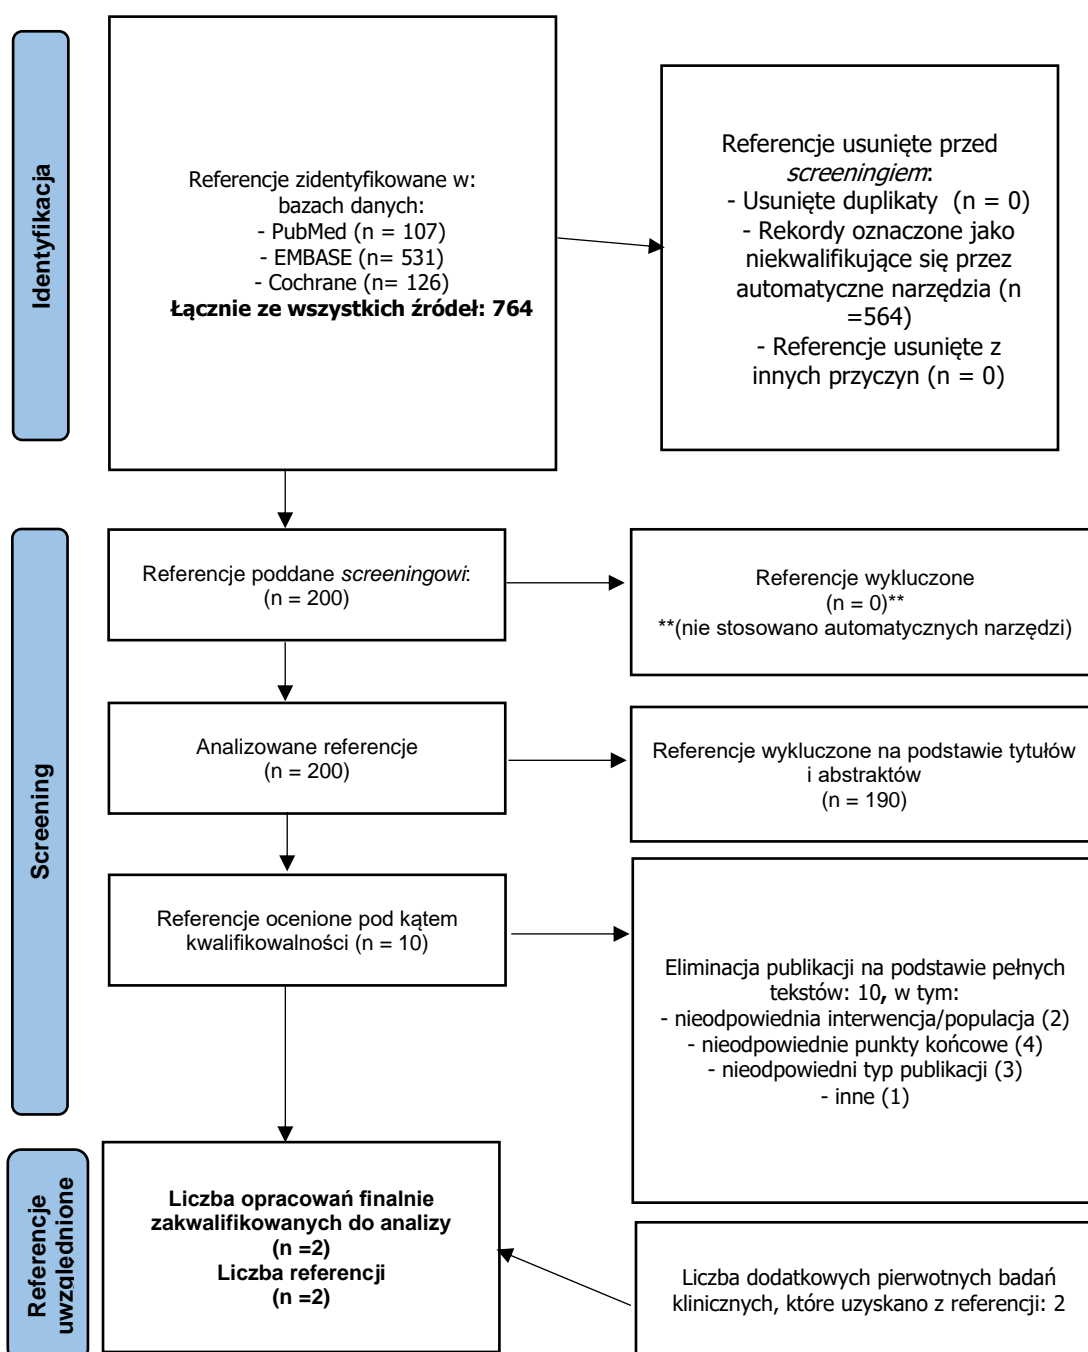 Identyfikacja
Referencje zidentyfikowane w:
bazach danych:
- PubMed (n = 107)
- EMBASE (n= 531)
- Cochrane (n= 126)
Łącznie ze wszystkich źródeł: 764
Referencje usunięte przed
screeningiem:
- Usunięte duplikaty (n = 0)
- Rekordy oznaczone jako
niekwalifikujące się przez
automatyczne narzędzia (n
=564)
- Referencje usunięte z
innych przyczyn (n = 0)
Screening
Referencje poddane screeningowi:
(n = 200)
Referencje wykluczone
(n = 0)**
**(nie stosowano automatycznych narzędzi)
Analizowane referencje
(n = 200)
Referencje wykluczone na podstawie tytułów
i abstraktów
(n = 190)
Referencje ocenione pod kątem
kwalifikowalności (n = 10)
Eliminacja publikacji na podstawie pełnych
tekstów: 10, w tym:
- nieodpowiednia interwencja/populacja (2)
- nieodpowiednie punkty końcowe (4)
- nieodpowiedni typ publikacji (3)
- inne (1)
Referencje
uwzględnione
Liczba opracowań finalnie
zakwalifikowanych do analizy
(n =2)
Liczba referencji
(n =2)
Liczba dodatkowych pierwotnych badań
klinicznych, które uzyskano z referencji: 2